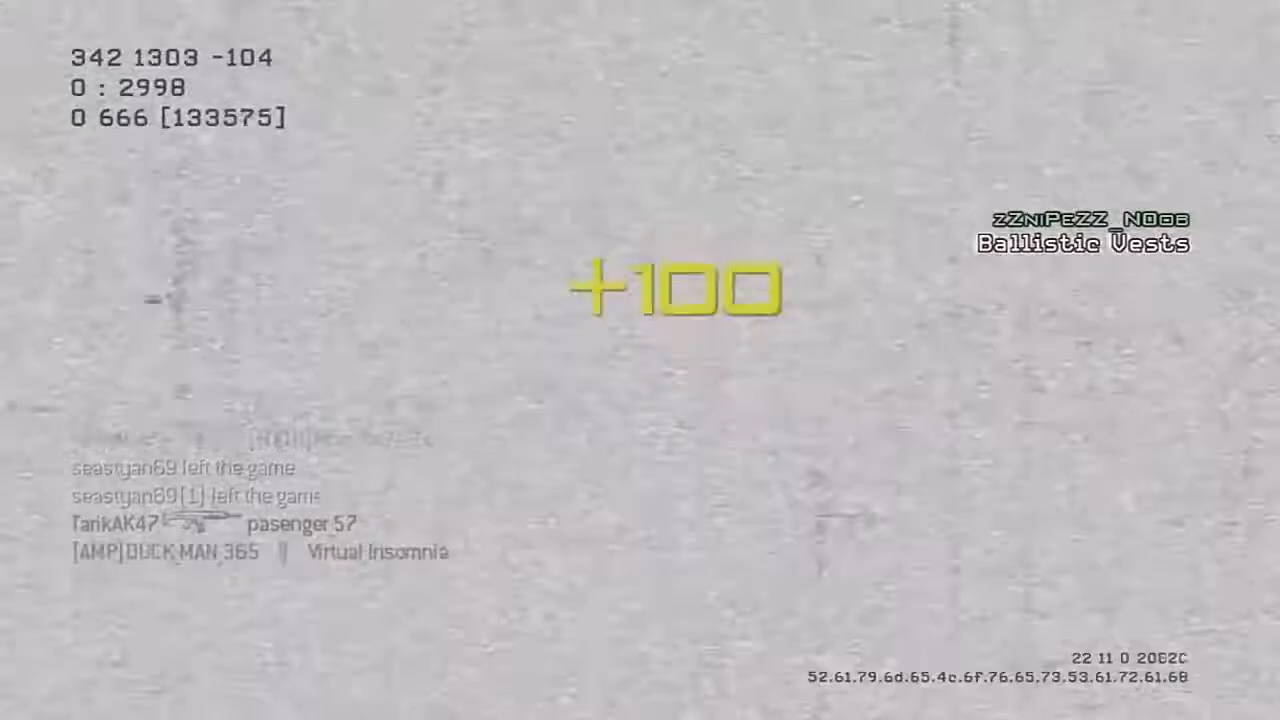 342 1303 -104
0 : 2998
0 666 [133575]
zZniPeZZ_N0ob
Ballistic Vests
+100
seastyan69 left the game
seastyan69[1] left the game
TarikAK47 pasenger 57
[AMP]DUCK MAN 365 Virtual Insomnia
22 11 0 2082C
52.61.79.6d.65.4c.6f.76.65.73.53.61.72.61.68